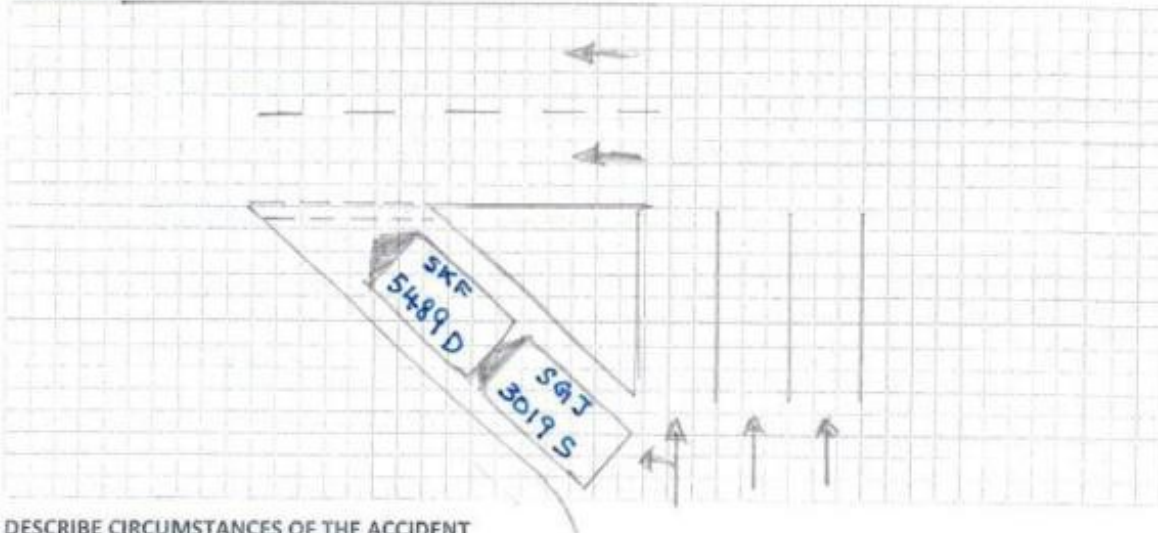 SKF
5489D
SGJ
3019S
DESCRIBE CIRCUMSTANCES OF THE ACCIDENT